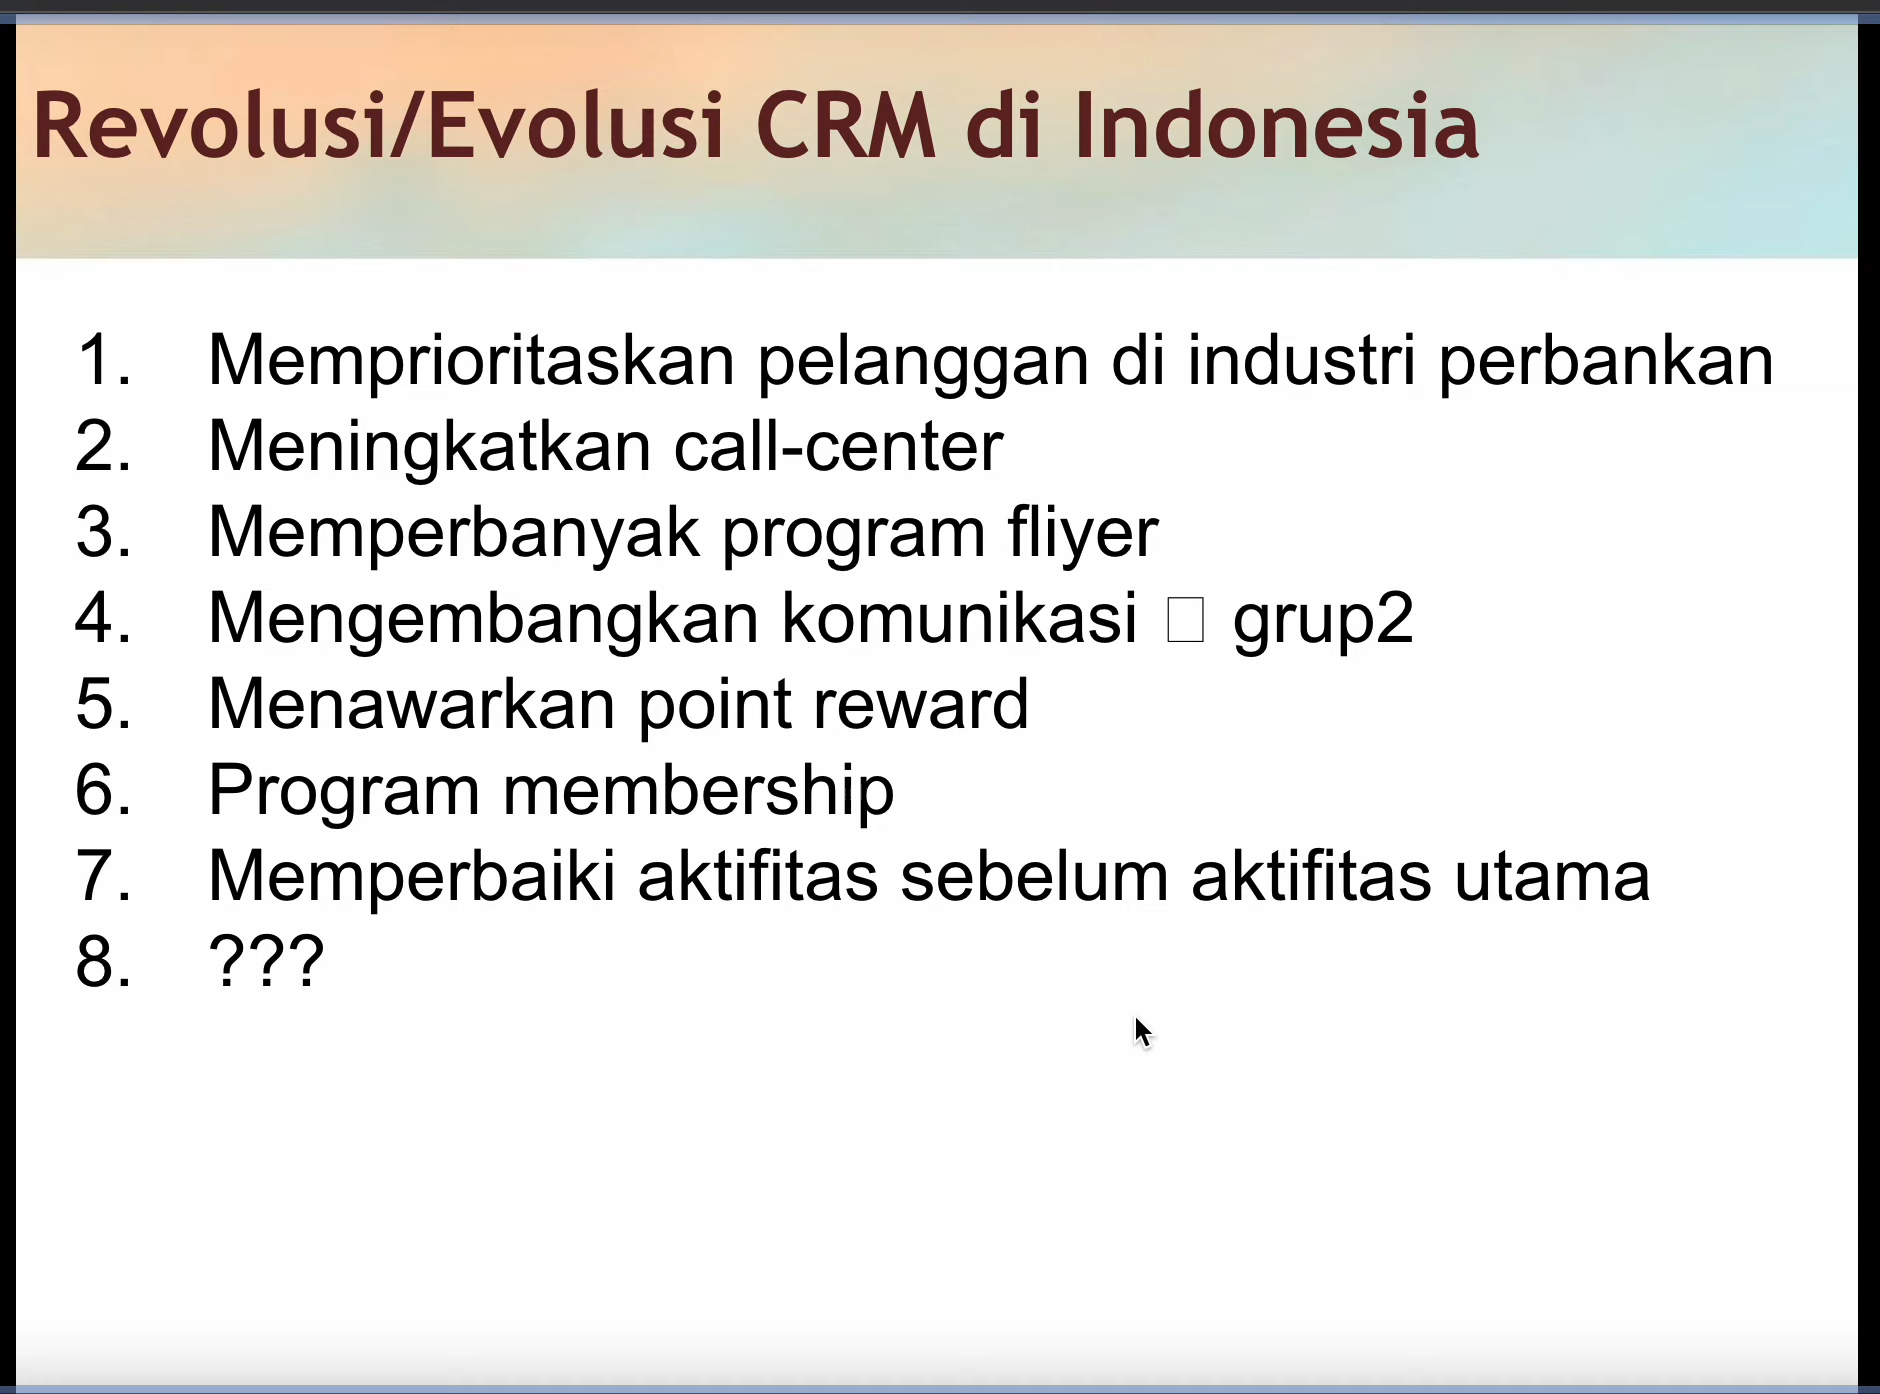 Revolusi/Evolusi CRM di Indonesia
1. Memprioritaskan pelanggan di industri perbankan
2. Meningkatkan call-center
3. Memperbanyak program fliyer
4. Mengembangkan komunikasi □ grup2
5. Menawarkan point reward
6. Program membership
7. Memperbaiki aktifitas sebelum aktifitas utama
8. ???